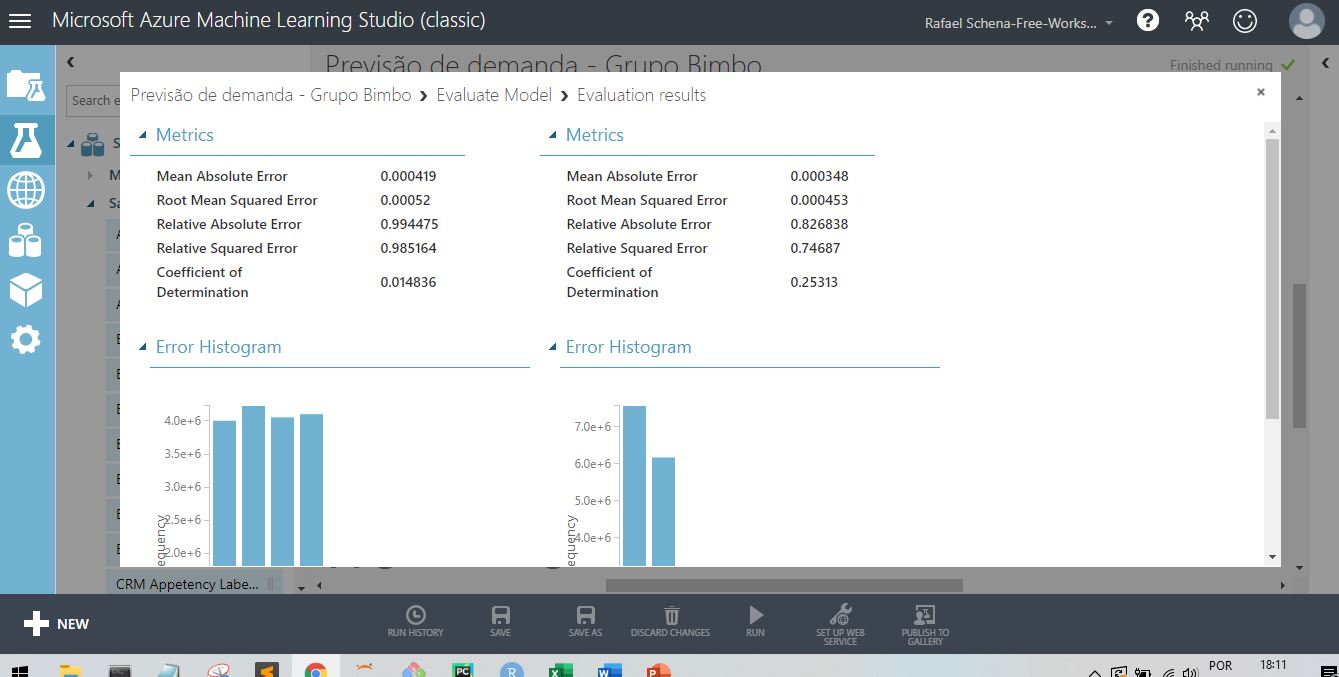 Microsoft Azure Machine Learning Studio (classic)
Rafael Schena-Free-Works...
Previsão de demanda - Grupo Bimbo
Finished running
Search e
Previsão de demanda - Grupo Bimbo › Evaluate Model › Evaluation results
Metrics
Mean Absolute Error 0.000419
Root Mean Squared Error 0.00052
Relative Absolute Error 0.994475
Relative Squared Error 0.985164
Coefficient of
Determination 0.014836
Error Histogram
4.0e+6
3.5e+6
3.0e+6
2.5e+6
2.0e+6
equency
Metrics
Mean Absolute Error 0.000348
Root Mean Squared Error 0.000453
Relative Absolute Error 0.826838
Relative Squared Error 0.74687
Coefficient of
Determination 0.25313
Error Histogram
7.0e+6
6.0e+6
5.0e+6
4.0e+6
equency
CRM Appetency Labe...
NEW
RUN HISTORY
SAVE
SAVE AS
DISCARD CHANGES
RUN
SET UP WEB
SERVICE
PUBLISH TO
GALLERY
POR
18:11